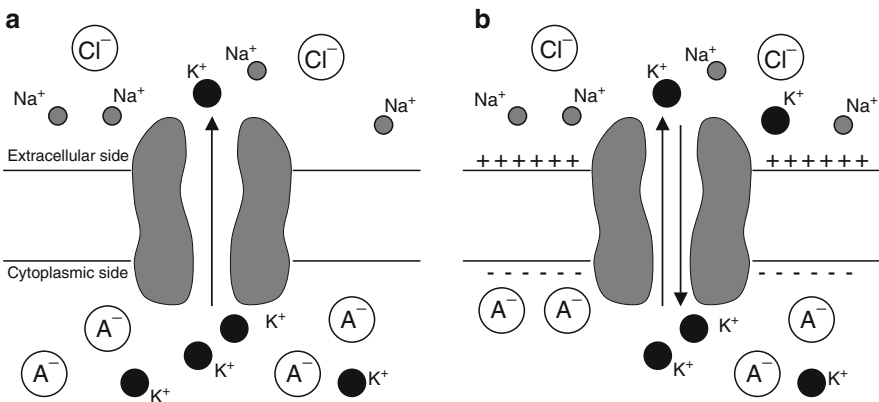 a
Cl⁻
Na⁺
Cl⁻
K⁺
Na⁺
Na⁺
Na⁺
Extracellular side
Cytoplasmic side
A⁻
A⁻
K⁺
A⁻
K⁺
A⁻
K⁺
K⁺
b
Cl⁻
Na⁺
Cl⁻
K⁺
Na⁺
Na⁺
K⁺
Na⁺
+ + + + + +
+ + + + + +
- - - - - -
- - - - - -
A⁻
A⁻
A⁻
K⁺
K⁺
A⁻
K⁺